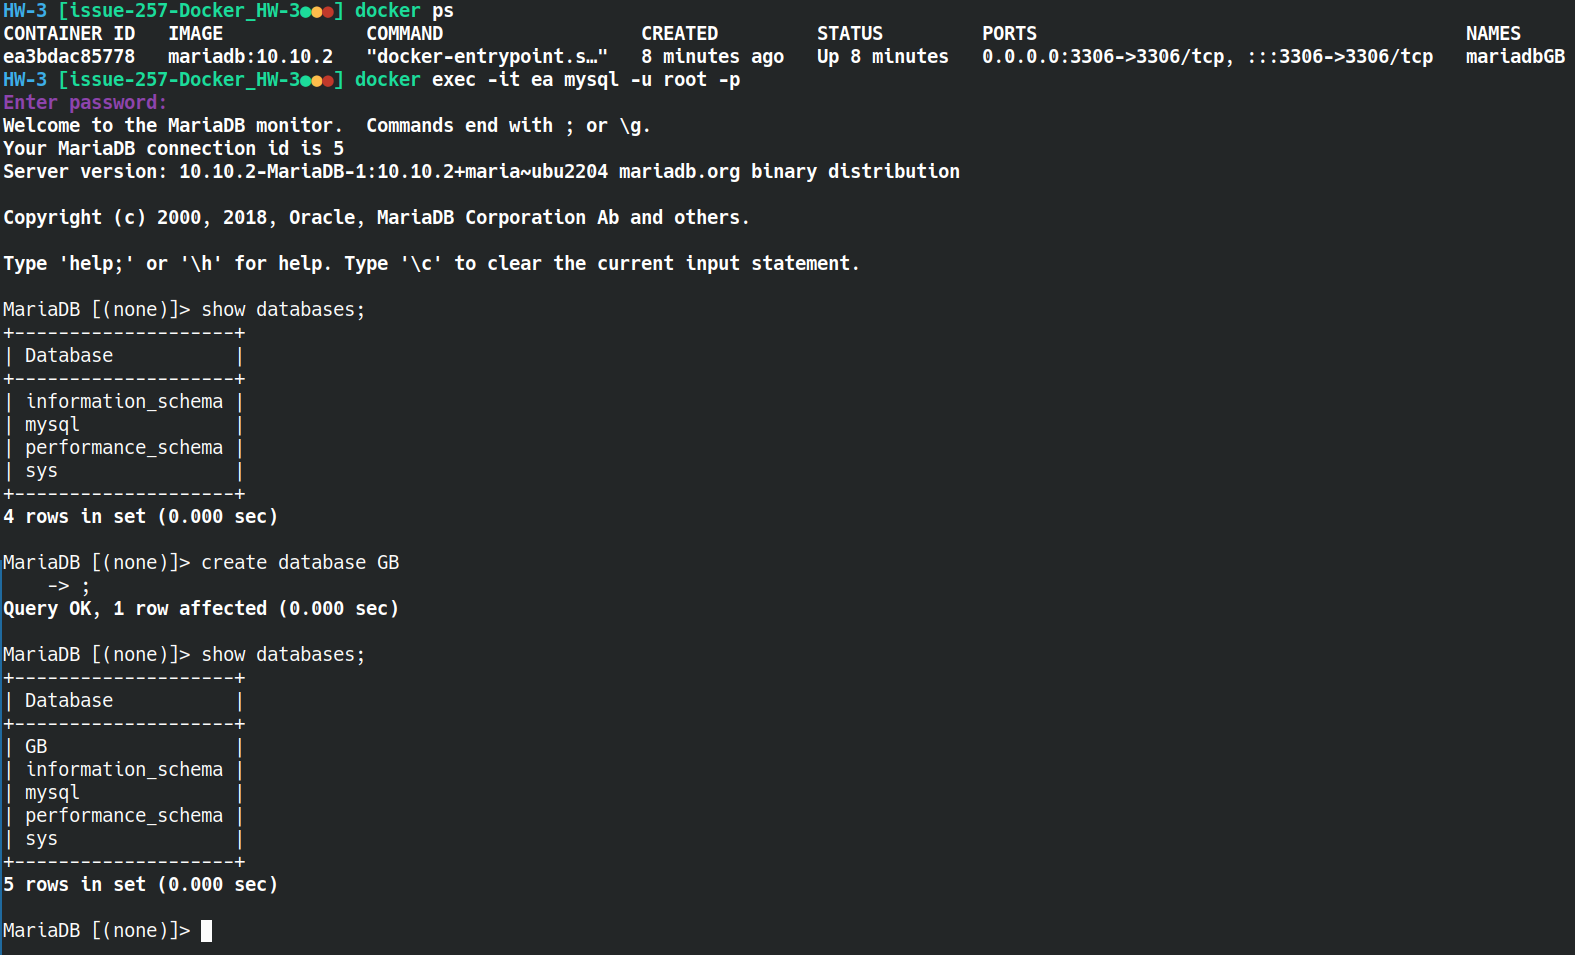 HW-3 [issue-257-Docker_HW-3●●●] docker ps
CONTAINER ID   IMAGE             COMMAND                  CREATED         STATUS         PORTS                                       NAMES
ea3bdac85778   mariadb:10.10.2   "docker-entrypoint.s…"   8 minutes ago   Up 8 minutes   0.0.0.0:3306->3306/tcp, :::3306->3306/tcp   mariadbGB
HW-3 [issue-257-Docker_HW-3●●●] docker exec -it ea mysql -u root -p
Enter password:
Welcome to the MariaDB monitor.  Commands end with ; or \g.
Your MariaDB connection id is 5
Server version: 10.10.2-MariaDB-1:10.10.2+maria~ubu2204 mariadb.org binary distribution

Copyright (c) 2000, 2018, Oracle, MariaDB Corporation Ab and others.

Type 'help;' or '\h' for help. Type '\c' to clear the current input statement.

MariaDB [(none)]> show databases;
+--------------------+
| Database           |
+--------------------+
| information_schema |
| mysql              |
| performance_schema |
| sys                |
+--------------------+
4 rows in set (0.000 sec)

MariaDB [(none)]> create database GB
    -> ;
Query OK, 1 row affected (0.000 sec)

MariaDB [(none)]> show databases;
+--------------------+
| Database           |
+--------------------+
| GB                 |
| information_schema |
| mysql              |
| performance_schema |
| sys                |
+--------------------+
5 rows in set (0.000 sec)

MariaDB [(none)]>